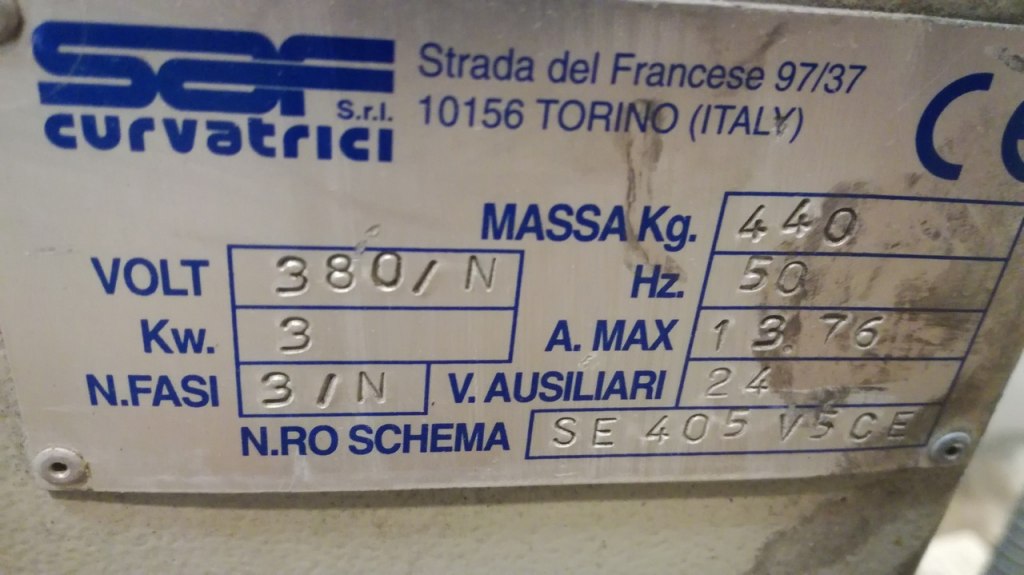 SAF S.r.l.
curvatrici
Strada del Francese 97/37
10156 TORINO (ITALY)
CE
MASSA Kg. 440
VOLT 380/N
Hz. 50
Kw. 3
A. MAX 13.76
N.FASI 3/N
V. AUSILIARI 24
N.RO SCHEMA SE 405 V5CE